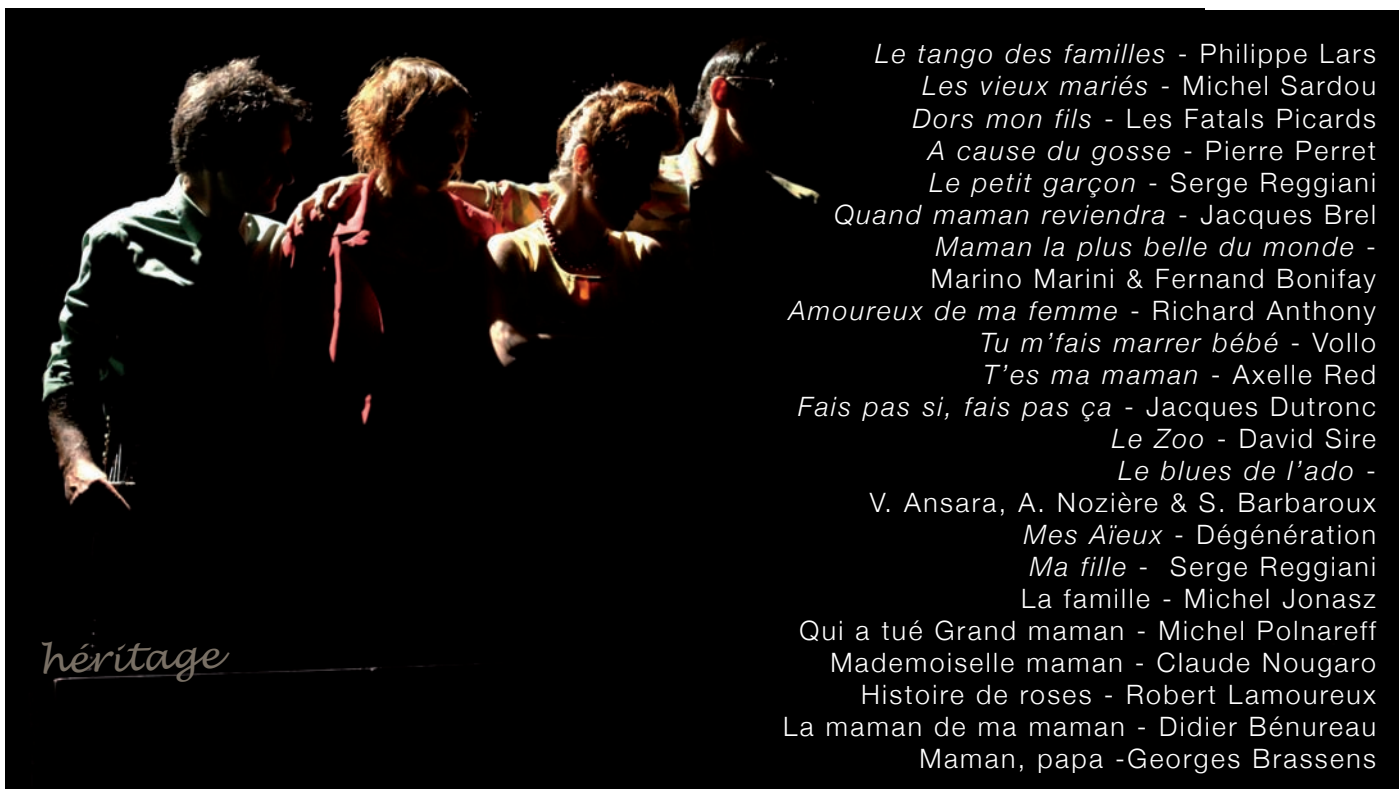 Le tango des familles - Philippe Lars
Les vieux mariés - Michel Sardou
Dors mon fils - Les Fatals Picards
A cause du gosse - Pierre Perret
Le petit garçon - Serge Reggiani
Quand maman reviendra - Jacques Brel
Maman la plus belle du monde -
Marino Marini & Fernand Bonifay
Amoureux de ma femme - Richard Anthony
Tu m'fais marrer bébé - Vollo
T'es ma maman - Axelle Red
Fais pas si, fais pas ça - Jacques Dutronc
Le Zoo - David Sire
Le blues de l'ado -
V. Ansara, A. Nozière & S. Barbaroux
Mes Aïeux - Dégénération
Ma fille - Serge Reggiani
La famille - Michel Jonasz
Qui a tué Grand maman - Michel Polnareff
Mademoiselle maman - Claude Nougaro
Histoire de roses - Robert Lamoureux
La maman de ma maman - Didier Bénureau
Maman, papa -Georges Brassens
héritage